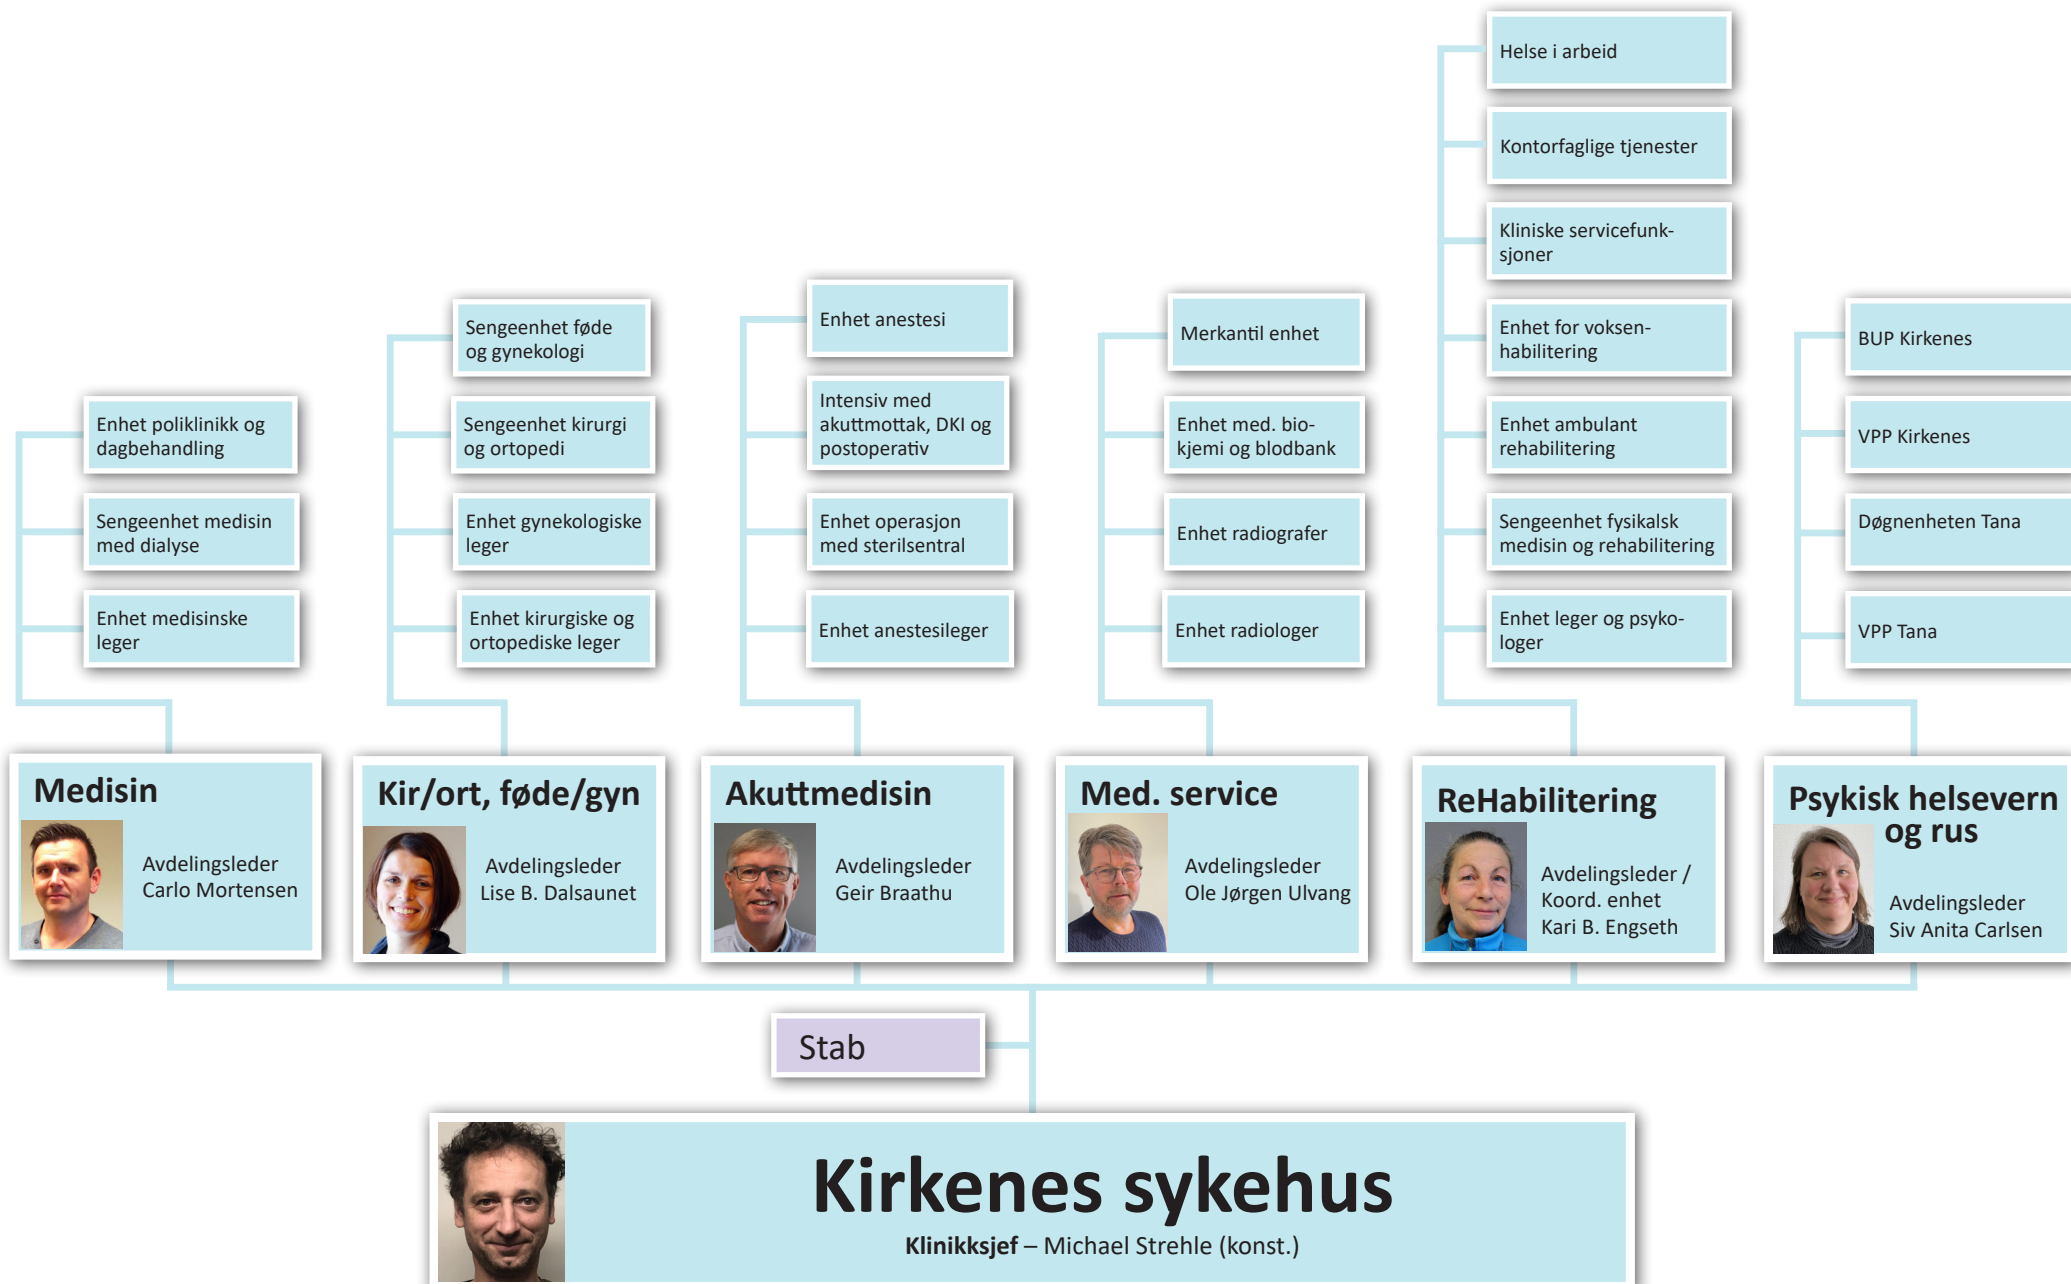 Helse i arbeid
Kontorfaglige tjenester
Kliniske servicefunk-
sjoner
Enhet for voksen-
habilitering
Enhet ambulant
rehabilitering
Sengeenhet fysikalsk
medisin og rehabilitering
Enhet leger og psyko-
loger
Enhet poliklinikk og
dagbehandling
Sengeenhet medisin
med dialyse
Enhet medisinske
leger
Sengeenhet føde
og gynekologi
Sengeenhet kirurgi
og ortopedi
Enhet gynekologiske
leger
Enhet kirurgiske og
ortopediske leger
Enhet anestesi
Intensiv med
akuttmottak, DKI og
postoperativ
Enhet operasjon
med sterilsentral
Enhet anestesileger
Merkantil enhet
Enhet med. bio-
kjemi og blodbank
Enhet radiografer
Enhet radiologer
BUP Kirkenes
VPP Kirkenes
Døgnenheten Tana
VPP Tana
Medisin
Avdelingsleder
Carlo Mortensen
Kir/ort, føde/gyn
Avdelingsleder
Lise B. Dalsaunet
Akuttmedisin
Avdelingsleder
Geir Braathu
Med. service
Avdelingsleder
Ole Jørgen Ulvang
ReHabilitering
Avdelingsleder /
Koord. enhet
Kari B. Engseth
Psykisk helsevern
og rus
Avdelingsleder
Siv Anita Carlsen
Stab
Kirkenes sykehus
Klinikksjef – Michael Strehle (konst.)